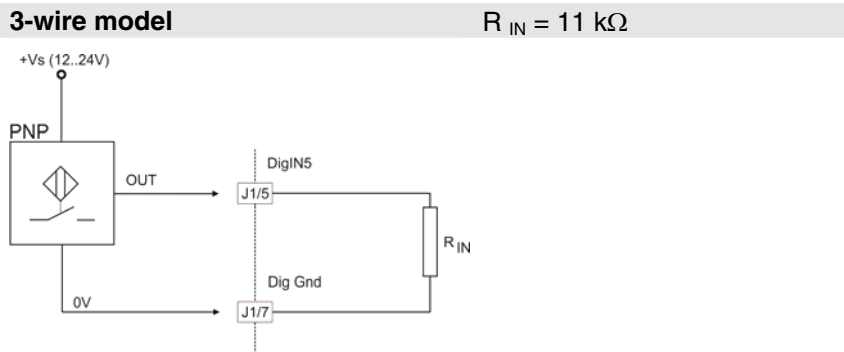 3-wire model R IN = 11 kΩ
+Vs (12..24V)
PNP
OUT
DigIN5
J1/5
R IN
Dig Gnd
0V
J1/7